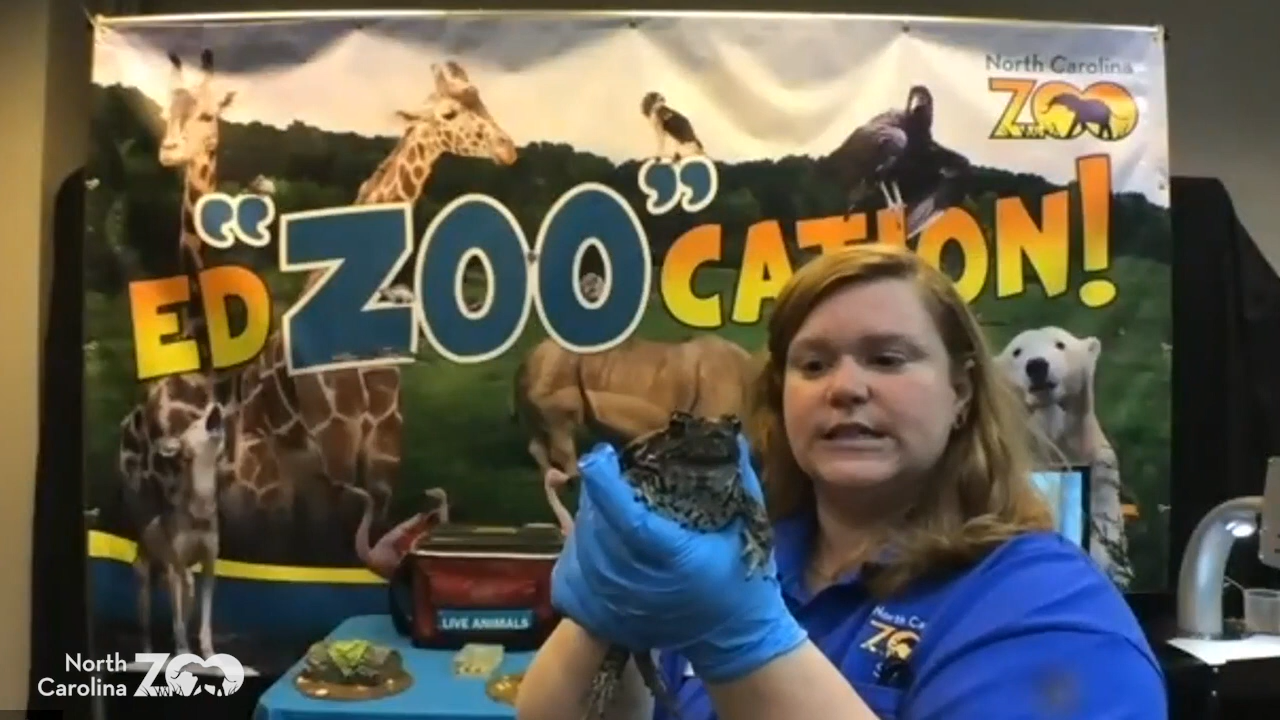 North Carolina
ZOO
ED"ZOO"CATION!
LIVE ANIMALS
North Ca
ZOO
North
Carolina ZOO